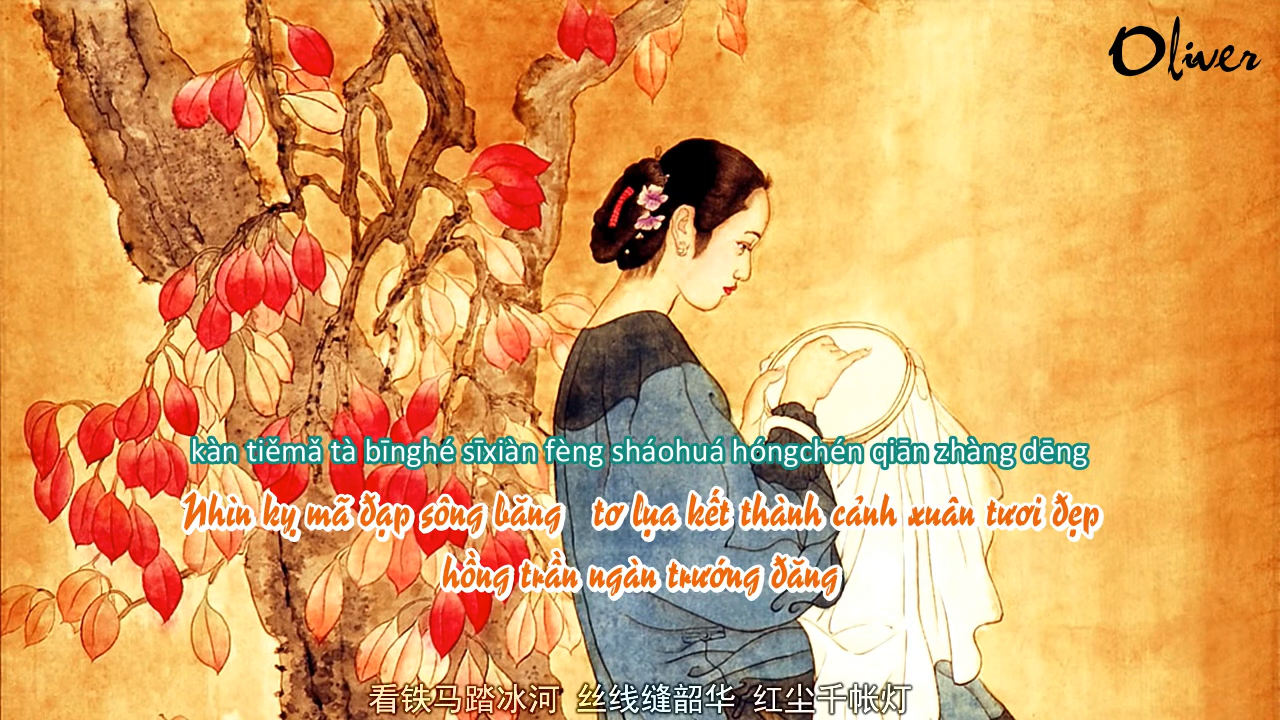 Oliver
kàn tiěmǎ tà bīnghé sīxiàn fèng sháohuá hóngchén qiān zhàng dēng
Nhìn kỵ mã đạp sông băng tơ lụa kết thành cảnh xuân tươi đẹp
hồng trần ngàn trướng đăng
看铁马踏冰河 丝线缝韶华 红尘千帐灯